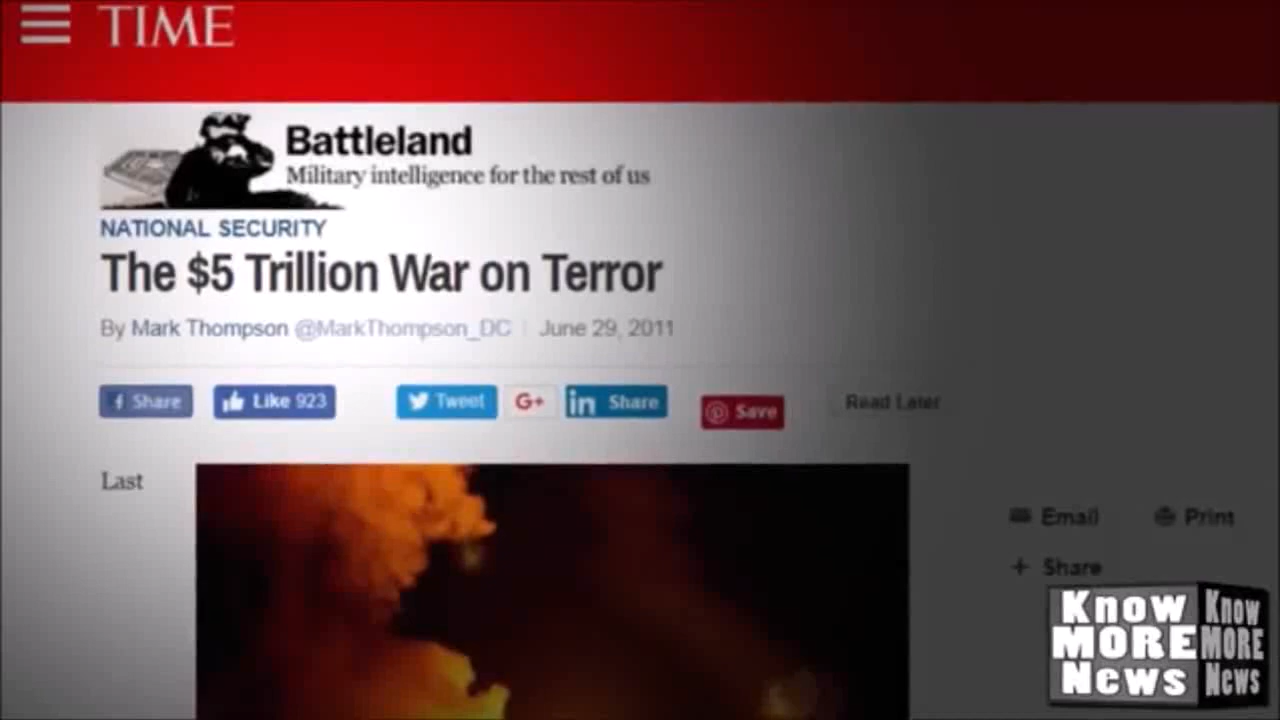 TIME
Battleland
Military intelligence for the rest of us
NATIONAL SECURITY
The $5 Trillion War on Terror
By Mark Thompson @MarkThompson_DC | June 29, 2011
f Share
Like 923
Tweet
G+
in Share
Save
Read Later
Last
Email
Print
+ Share
Know MORE News
Know MORE News